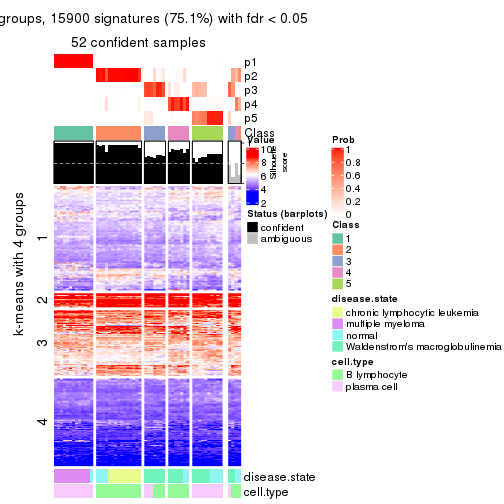 groups, 15900 signatures (75.1%) with fdr < 0.05
52 confident samples
p1
p2
p3
p4
p5
Class
k-means with 4 groups
1
2
3
4
disease.state
cell.type
Value
10
8
6
4
2
Silhouette
score
Status (barplots)
confident
ambiguous
Prob
1
0.8
0.6
0.4
0.2
0
Class
1
2
3
4
5
disease.state
chronic lymphocytic leukemia
multiple myeloma
normal
Waldenstrom's macroglobulinemia
cell.type
B lymphocyte
plasma cell